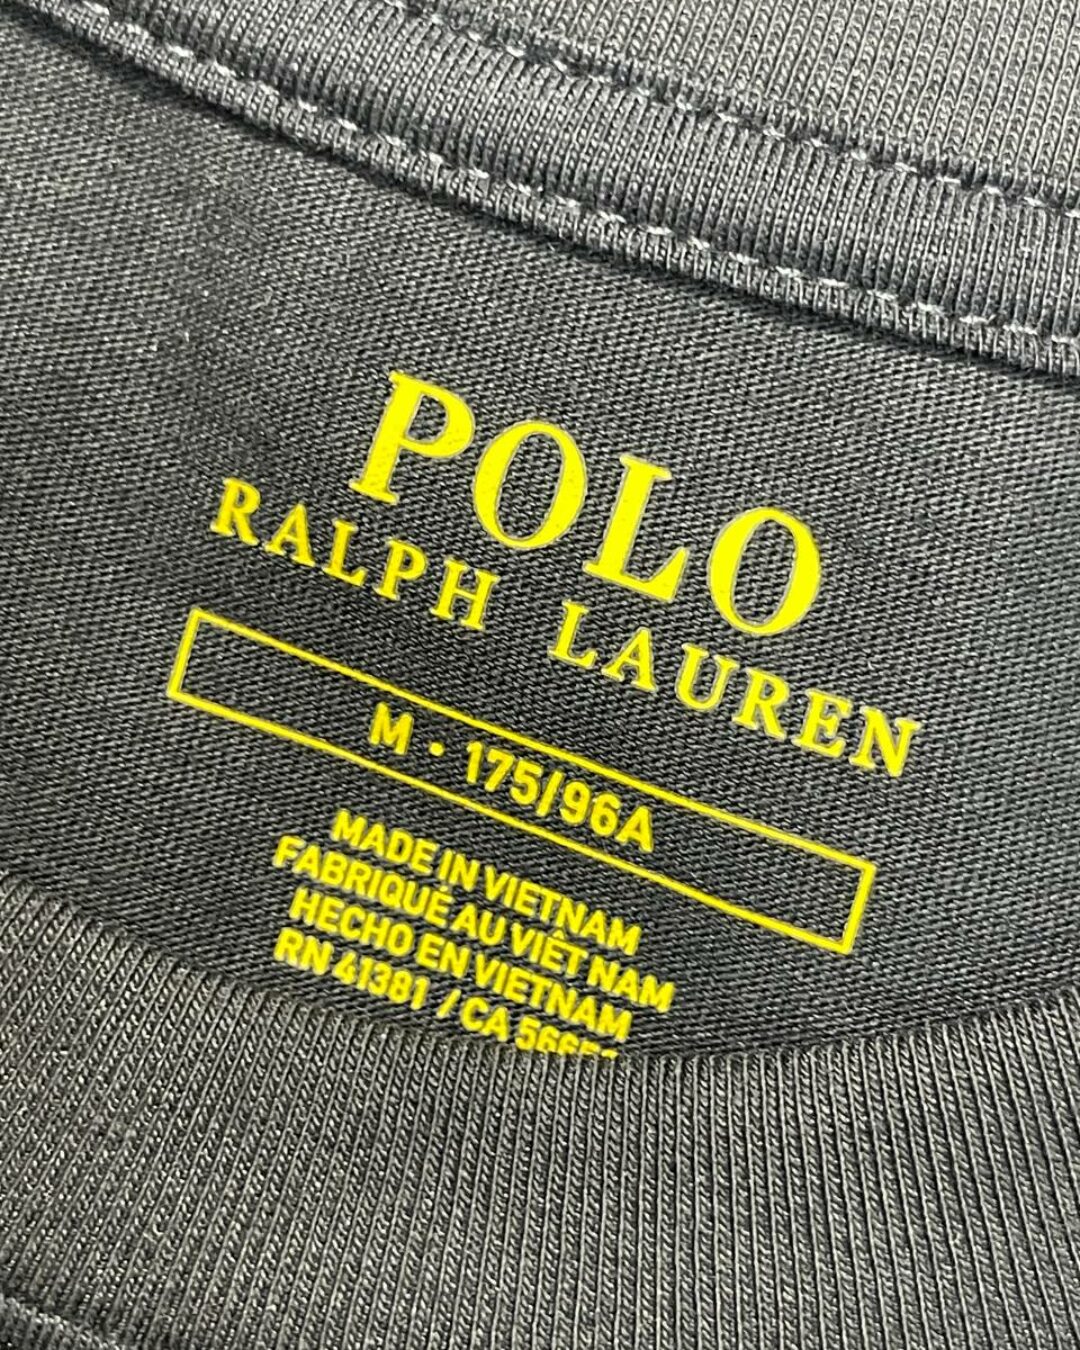 POLO
RALPH LAUREN
M • 175/96A
MADE IN VIETNAM
FABRIQUÉ AU VIÊT NAM
HECHO EN VIETNAM
RN 41381 / CA